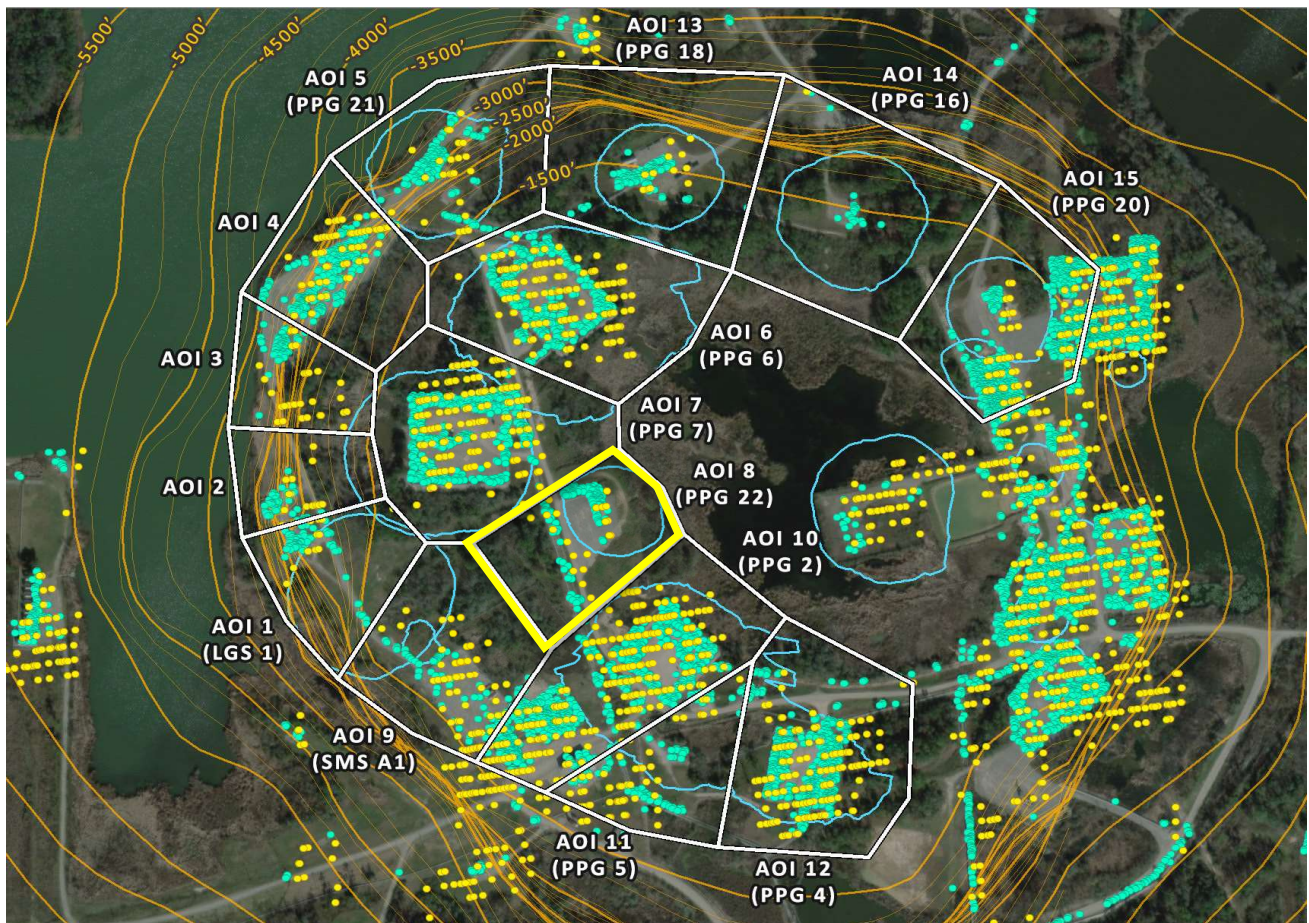 -5500'
-5000'
-4500'
-4000'
-3500'
-3000'
-2500'
-2000'
-1500'
AOI 13
(PPG 18)
AOI 14
(PPG 16)
AOI 5
(PPG 21)
AOI 15
(PPG 20)
AOI 4
AOI 3
AOI 6
(PPG 6)
AOI 7
(PPG 7)
AOI 2
AOI 8
(PPG 22)
AOI 10
(PPG 2)
AOI 1
(LGS 1)
AOI 9
(SMS A1)
AOI 11
(PPG 5)
AOI 12
(PPG 4)